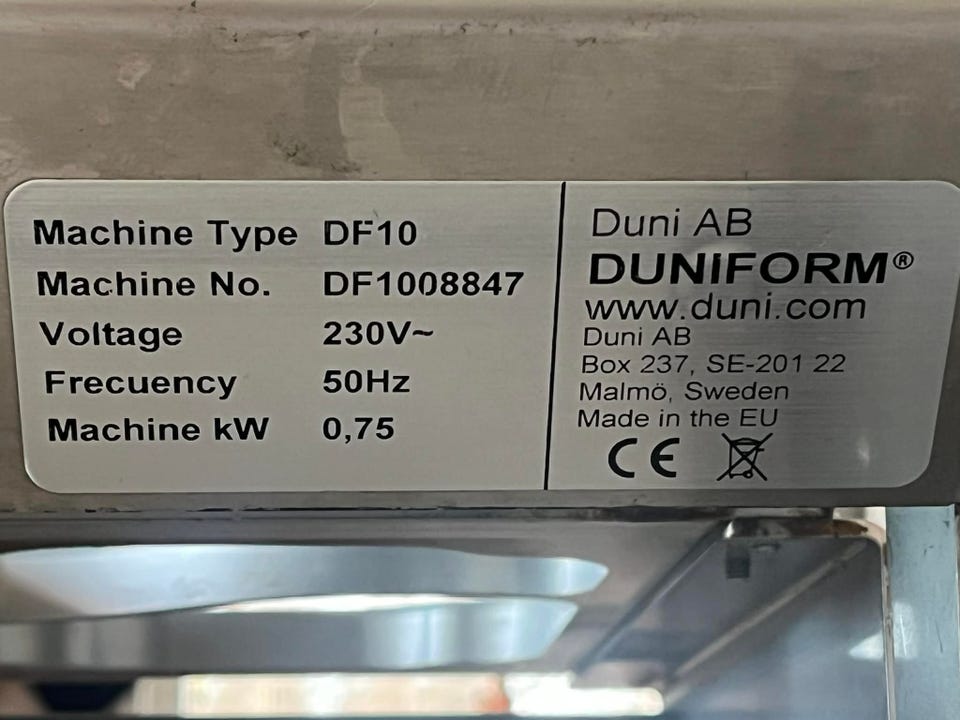 Machine Type DF10
Machine No. DF1008847
Voltage 230V~
Frecuency 50Hz
Machine kW 0,75
Duni AB
DUNIFORM®
www.duni.com
Duni AB
Box 237, SE-201 22
Malmö, Sweden
Made in the EU
CE